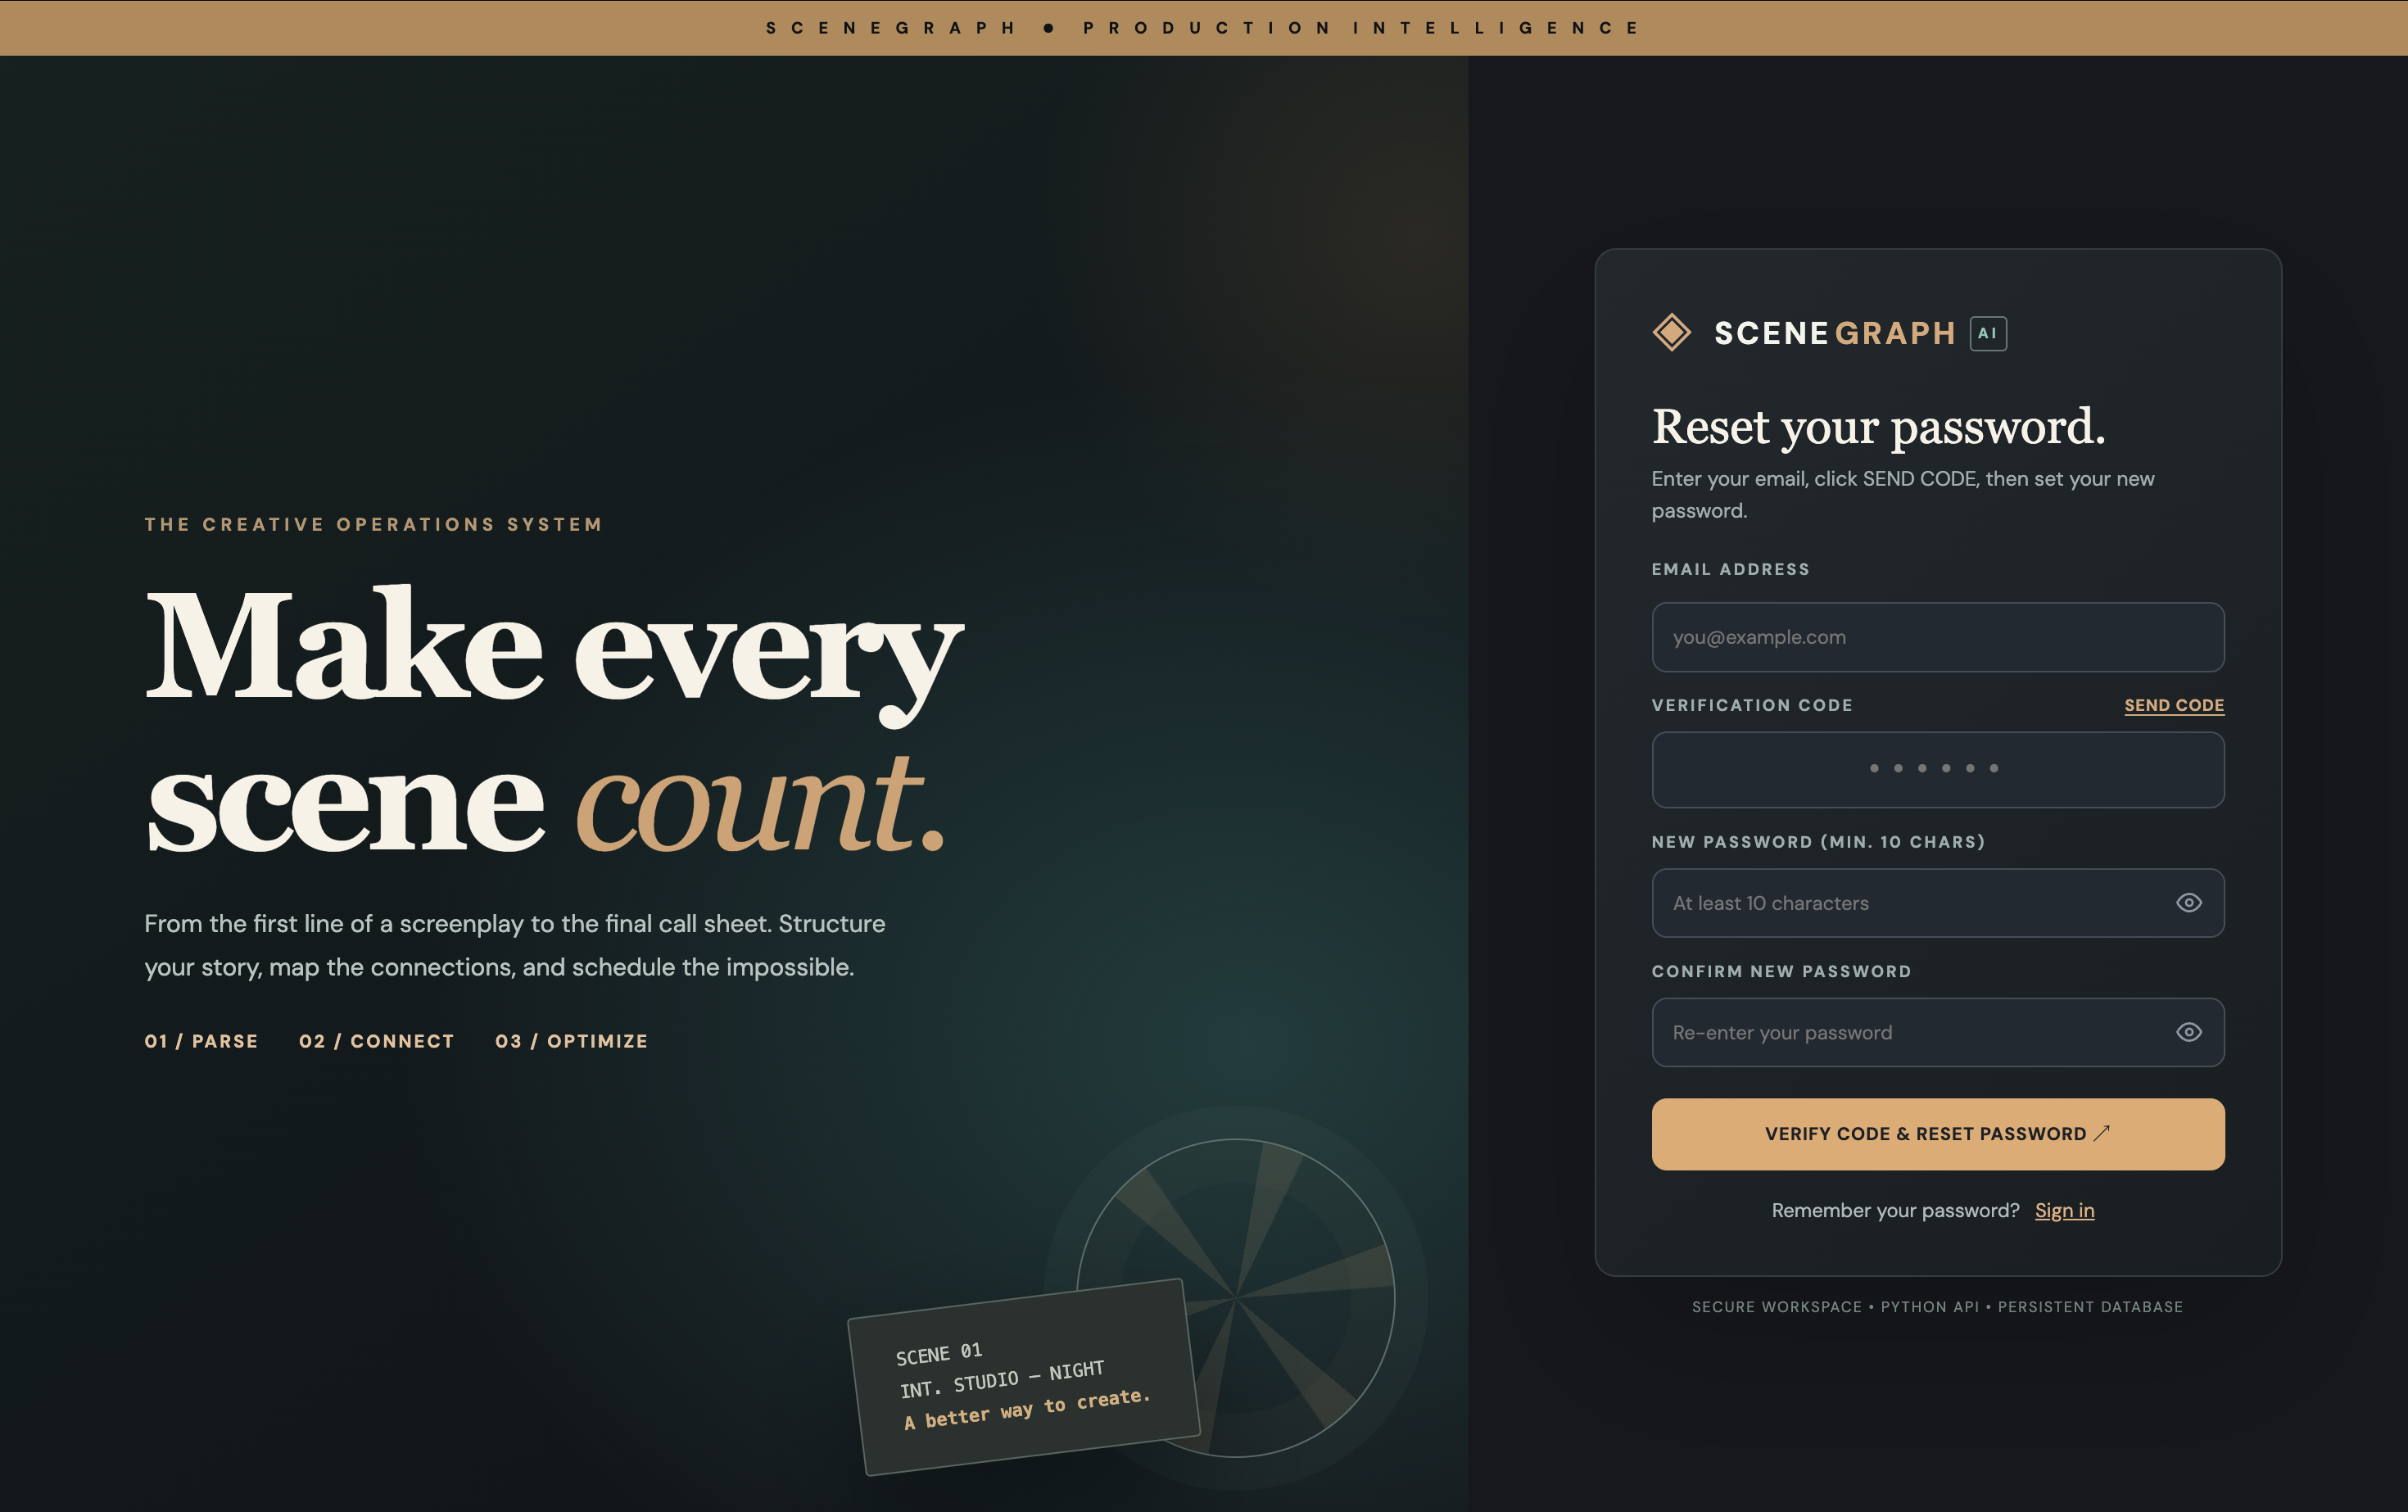 SCENEGRAPH ● PRODUCTION INTELLIGENCE
THE CREATIVE OPERATIONS SYSTEM
Make every
scene count.
From the first line of a screenplay to the final call sheet. Structure
your story, map the connections, and schedule the impossible.
01 / PARSE 02 / CONNECT 03 / OPTIMIZE
SCENE 01
INT. STUDIO — NIGHT
A better way to create.
SCENEGRAPH AI
Reset your password.
Enter your email, click SEND CODE, then set your new
password.
EMAIL ADDRESS
you@example.com
VERIFICATION CODE SEND CODE
••••••
NEW PASSWORD (MIN. 10 CHARS)
At least 10 characters
CONFIRM NEW PASSWORD
Re-enter your password
VERIFY CODE & RESET PASSWORD ↗
Remember your password? Sign in
SECURE WORKSPACE • PYTHON API • PERSISTENT DATABASE